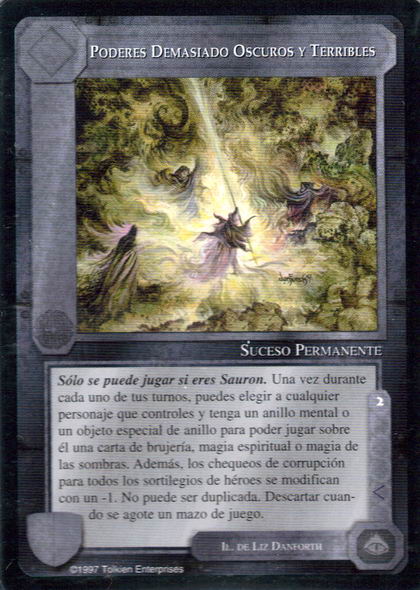 Poderes Demasiado Oscuros y Terribles
Suceso Permanente
Sólo se puede jugar si eres Sauron. Una vez durante
cada uno de tus turnos, puedes elegir a cualquier
personaje que controles y tenga un anillo mental o
un objeto especial de anillo para poder jugar sobre
él una carta de brujería, magia espiritual o magia de
las sombras. Además, los chequeos de corrupción
para todos los sortilegios de héroes se modifican
con un -1. No puede ser duplicada. Descartar cuan-
do se agote un mazo de juego.
2
Il. de Liz Danforth
©1997 Tolkien Enterprises